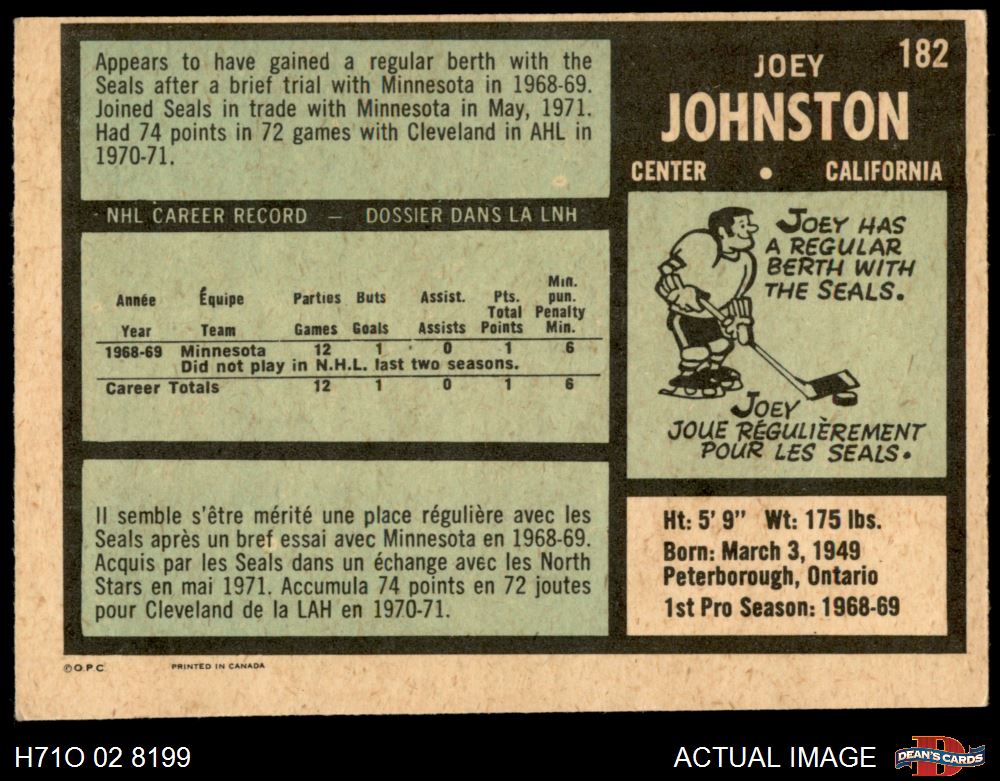 Appears to have gained a regular berth with the
Seals after a brief trial with Minnesota in 1968-69.
Joined Seals in trade with Minnesota in May, 1971.
Had 74 points in 72 games with Cleveland in AHL in
1970-71.
NHL CAREER RECORD — DOSSIER DANS LA LNH
Année Équipe Parties Buts Assist. Pts. Total Min. pun.
Year Team Games Goals Assists Points Penalty Min.
1968-69 Minnesota 12 1 0 1 6
Did not play in N.H.L. last two seasons.
Career Totals 12 1 0 1 6
Il semble s'être mérité une place régulière avec les
Seals après un bref essai avec Minnesota en 1968-69.
Acquis par les Seals dans un échange avec les North
Stars en mai 1971. Accumula 74 points en 72 joutes
pour Cleveland de la LAH en 1970-71.
182
JOEY
JOHNSTON
CENTER • CALIFORNIA
JOEY HAS
A REGULAR
BERTH WITH
THE SEALS.
JOEY
JOUE RÉGULIÈREMENT
POUR LES SEALS.
Ht: 5' 9" Wt: 175 lbs.
Born: March 3, 1949
Peterborough, Ontario
1st Pro Season: 1968-69
©O.P.C. PRINTED IN CANADA
H71O 02 8199
ACTUAL IMAGE
D
DEAN'S CARDS